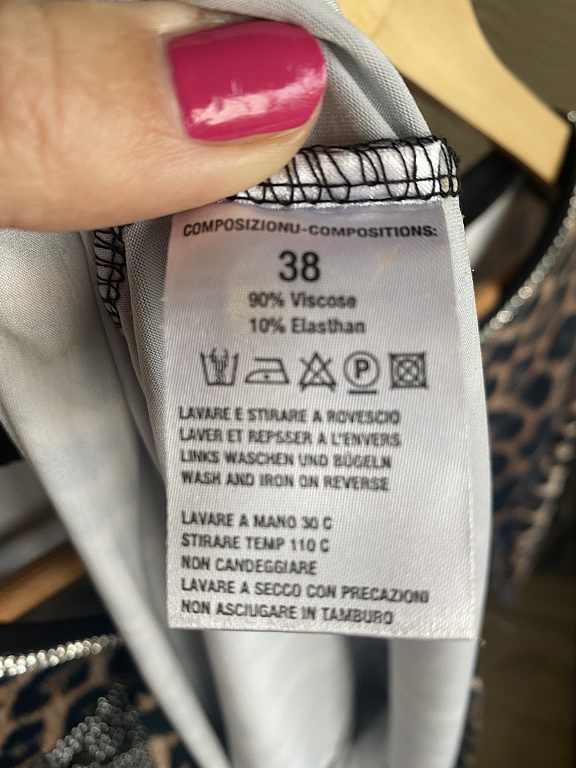 COMPOSIZIONU-COMPOSITIONS:
38
90% Viscose
10% Elasthan
P
LAVARE E STIRARE A ROVESCIO
LAVER ET REPSSER A L'ENVERS
LINKS WASCHEN UND BÜGELN
WASH AND IRON ON REVERSE
LAVARE A MANO 30 C
STIRARE TEMP 110 C
NON CANDEGGIARE
LAVARE A SECCO CON PRECAZIONI
NON ASCIUGARE IN TAMBURO